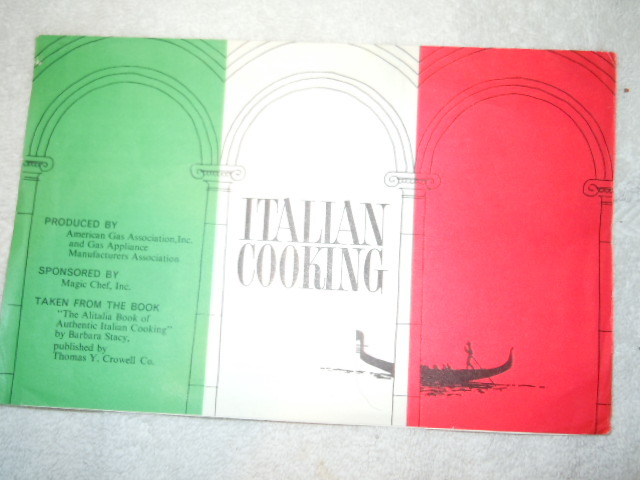 PRODUCED BY
American Gas Association, Inc.
and Gas Appliance
Manufacturers Association
SPONSORED BY
Magic Chef, Inc.
TAKEN FROM THE BOOK
"The Alitalia Book of
Authentic Italian Cooking"
by Barbara Stacy,
published by
Thomas Y. Crowell Co.
ITALIAN
COOKING